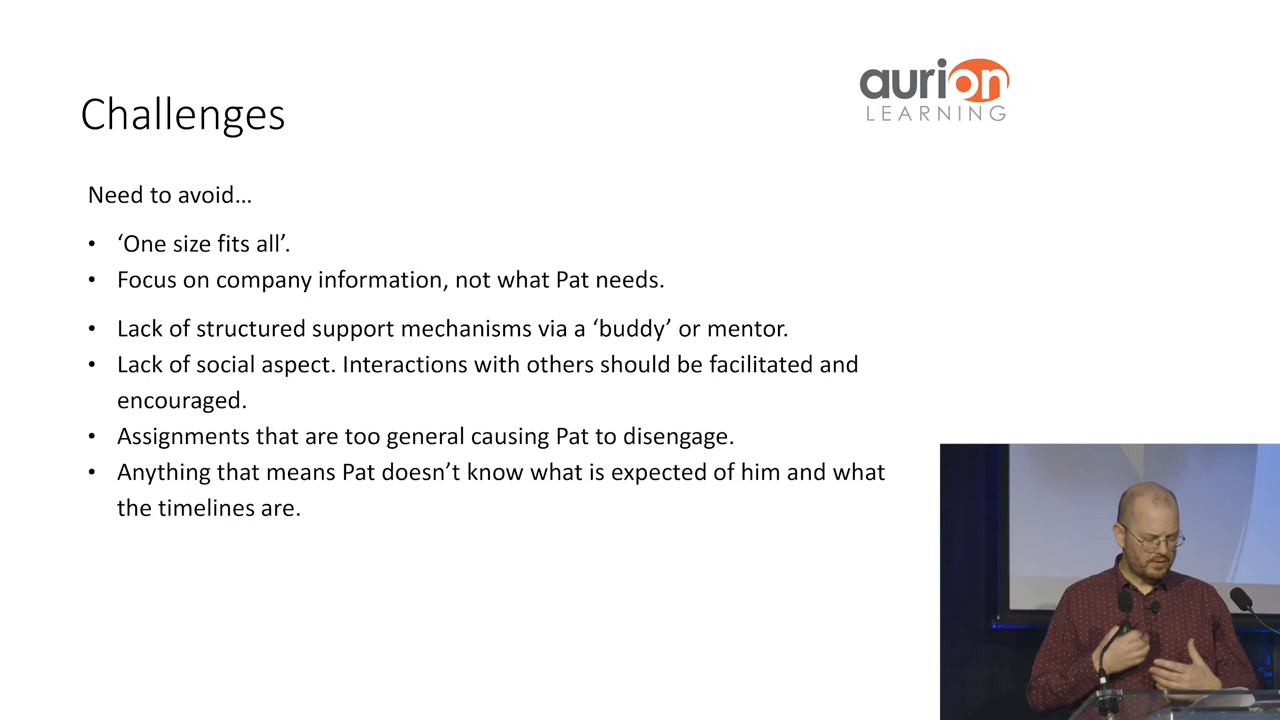 aurion
LEARNING
Challenges
Need to avoid…
• ‘One size fits all’.
• Focus on company information, not what Pat needs.
• Lack of structured support mechanisms via a ‘buddy’ or mentor.
• Lack of social aspect. Interactions with others should be facilitated and
encouraged.
• Assignments that are too general causing Pat to disengage.
• Anything that means Pat doesn’t know what is expected of him and what
the timelines are.